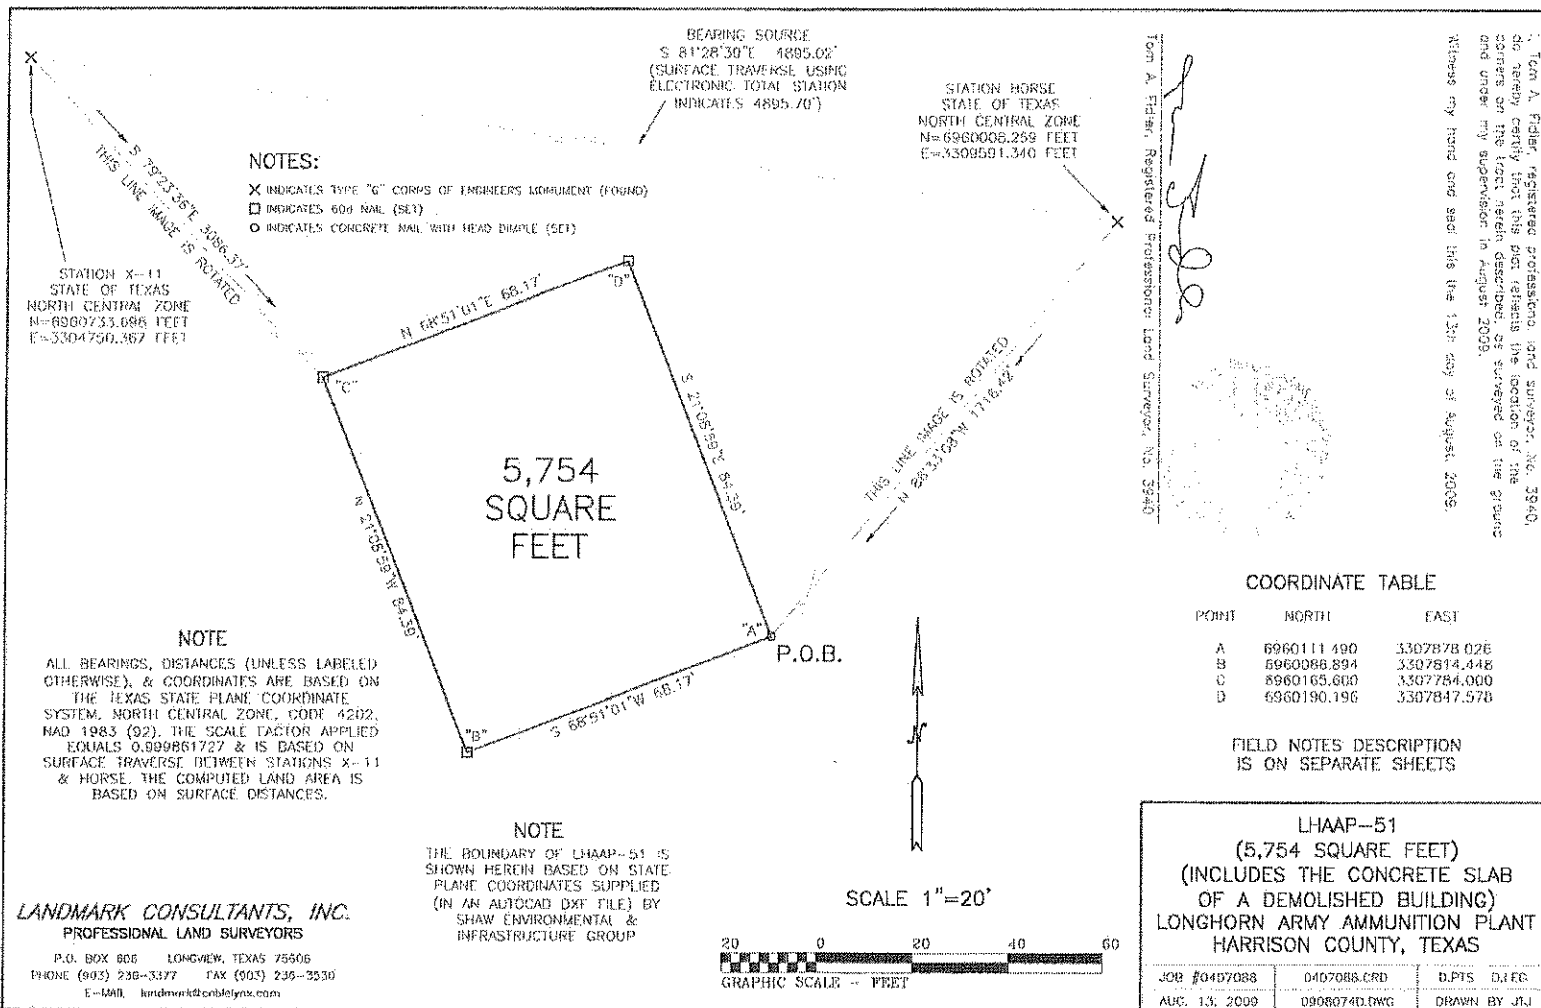 BEARING SOURCE
S 81°28'30"E 4895.02'
(SURFACE TRAVERSE USING
ELECTRONIC TOTAL STATION
INDICATES 4895.70')
STATION HORSE
STATE OF TEXAS
NORTH CENTRAL ZONE
N=6960008.259 FEET
E=3309591.340 FEET
S 79°23'36"E 3086.37'
THIS LINE IMAGE IS ROTATED
NOTES:
X INDICATES TYPE "G" CORPS OF ENGINEERS MONUMENT (FOUND)
INDICATES 60d NAIL (SET)
INDICATES CONCRETE NAIL WITH HEAD DIMPLE (SET)
STATION X-11
STATE OF TEXAS
NORTH CENTRAL ZONE
N=6960733.696 FEET
E=3304750.367 FEET
N 68°51'01"E 68.17'
"D"
"C"
S 21°08'59"E 84.39'
N 21°08'59"W 84.39'
5,754
SQUARE
FEET
THIS LINE IMAGE IS ROTATED
N 86°33'08"W 1716.42'
"A"
P.O.B.
"B"
S 68°51'01"W 68.17'
I, Tom A. Fidler, registered professional land surveyor, No. 3940,
do hereby certify that this plat reflects the location of the
corners on the tract herein described, as surveyed on the ground
and under my supervision in August 2009.
Witness my hand and seal this the 13th day of August, 2009.
Tom A. Fidler, Registered Professional Land Surveyor, No. 3940
COORDINATE TABLE
POINT NORTH EAST
A 6960111.490 3307878.026
B 6960086.894 3307814.448
C 6960165.600 3307784.000
D 6960190.196 3307847.578
FIELD NOTES DESCRIPTION
IS ON SEPARATE SHEETS
NOTE
ALL BEARINGS, DISTANCES (UNLESS LABELED
OTHERWISE), & COORDINATES ARE BASED ON
THE TEXAS STATE PLANE COORDINATE
SYSTEM, NORTH CENTRAL ZONE, CODE 4202,
NAD 1983 (92). THE SCALE FACTOR APPLIED
EQUALS 0.999861727 & IS BASED ON
SURFACE TRAVERSE BETWEEN STATIONS X-11
& HORSE. THE COMPUTED LAND AREA IS
BASED ON SURFACE DISTANCES.
NOTE
THE BOUNDARY OF LHAAP-51 IS
SHOWN HEREIN BASED ON STATE
PLANE COORDINATES SUPPLIED
(IN AN AUTOCAD DXF FILE) BY
SHAW ENVIRONMENTAL &
INFRASTRUCTURE GROUP
N
SCALE 1"=20'
20 0 20 40 60
GRAPHIC SCALE - FEET
LANDMARK CONSULTANTS, INC.
PROFESSIONAL LAND SURVEYORS
P.O. BOX 606 LONGVIEW, TEXAS 75606
PHONE (903) 236-3377 FAX (903) 236-3530
E-MAIL landmark@cablelynx.com
LHAAP-51
(5,754 SQUARE FEET)
(INCLUDES THE CONCRETE SLAB
OF A DEMOLISHED BUILDING)
LONGHORN ARMY AMMUNITION PLANT
HARRISON COUNTY, TEXAS
JOB #0407088 0407088.CRD D.PTS D.LEG
AUG. 13, 2009 0908074D.DWG DRAWN BY JTJ